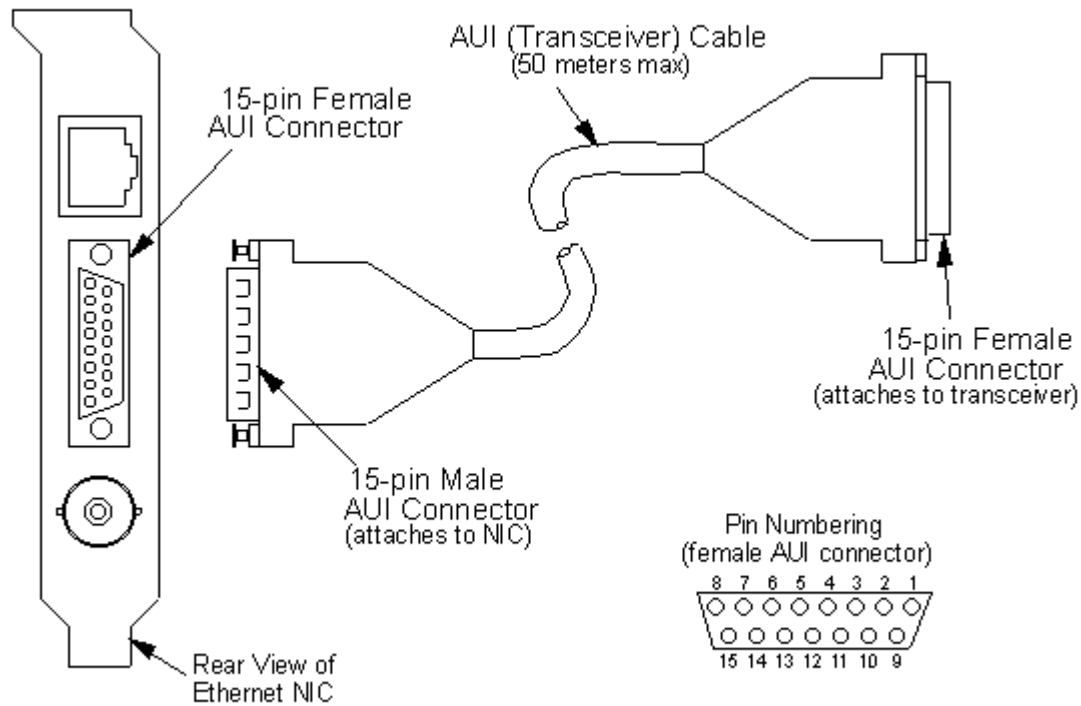 AUI (Transceiver) Cable
(50 meters max)
15-pin Female
AUI Connector
15-pin Female
AUI Connector
(attaches to transceiver)
15-pin Male
AUI Connector
(attaches to NIC)
Pin Numbering
(female AUI connector)
8 7 6 5 4 3 2 1
15 14 13 12 11 10 9
Rear View of
Ethernet NIC